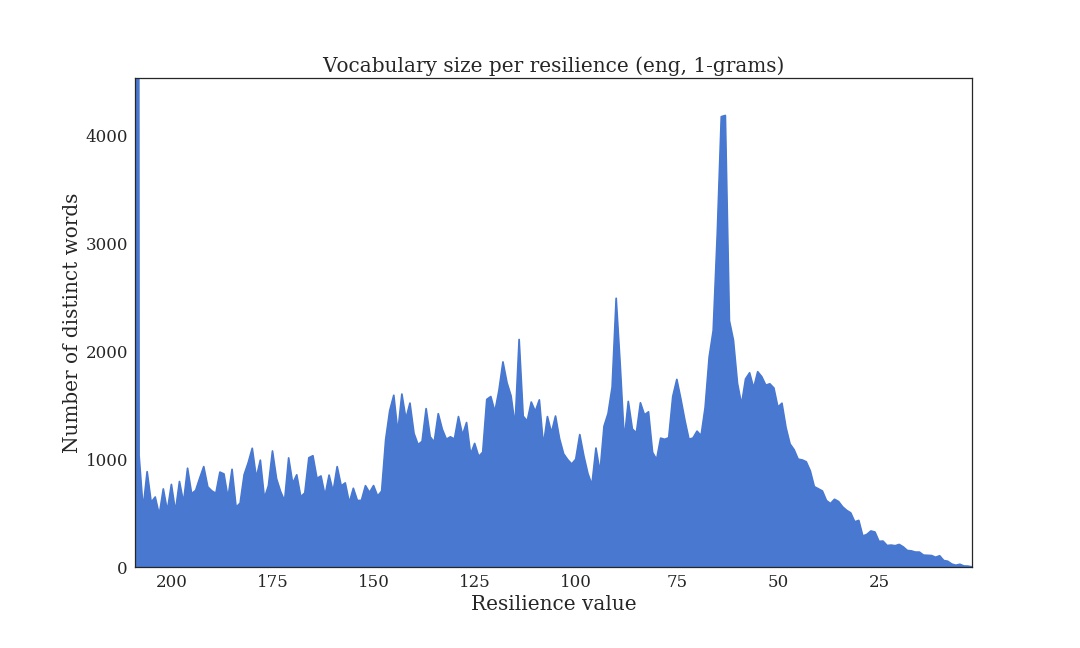 Vocabulary size per resilience (eng, 1-grams)
Number of distinct words
4000
3000
2000
1000
0
200 175 150 125 100 75 50 25
Resilience value